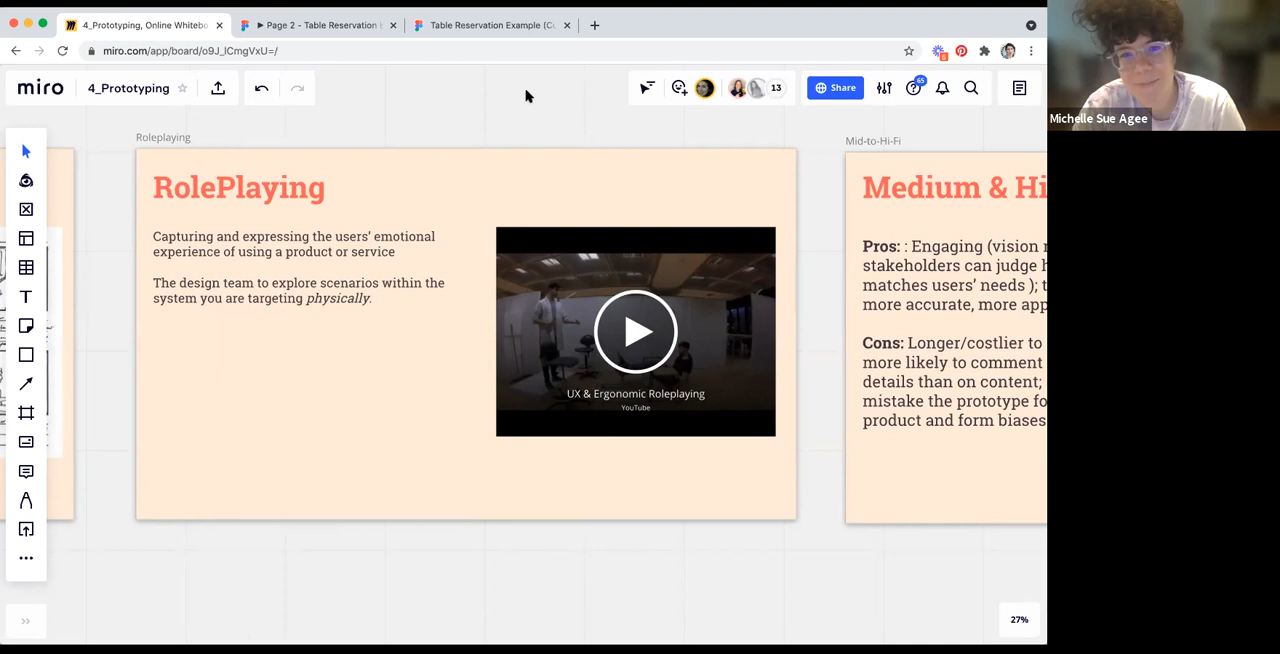 4_Prototyping, Online Whitebo
Page 2 - Table Reservation
Table Reservation Example (C
miro.com/app/board/o9J_lCmgVxU=/
6
miro
4_Prototyping
13
Share
65
Michelle Sue Agee
Roleplaying
RolePlaying
Capturing and expressing the users' emotional
experience of using a product or service
The design team to explore scenarios within the
system you are targeting physically.
UX & Ergonomic Roleplaying
YouTube
Mid-to-Hi-Fi
Medium & Hi
Pros: : Engaging (vision
stakeholders can judge
matches users' needs ); t
more accurate, more app
Cons: Longer/costlier to
more likely to comment
details than on content;
mistake the prototype fo
product and form biases
27%